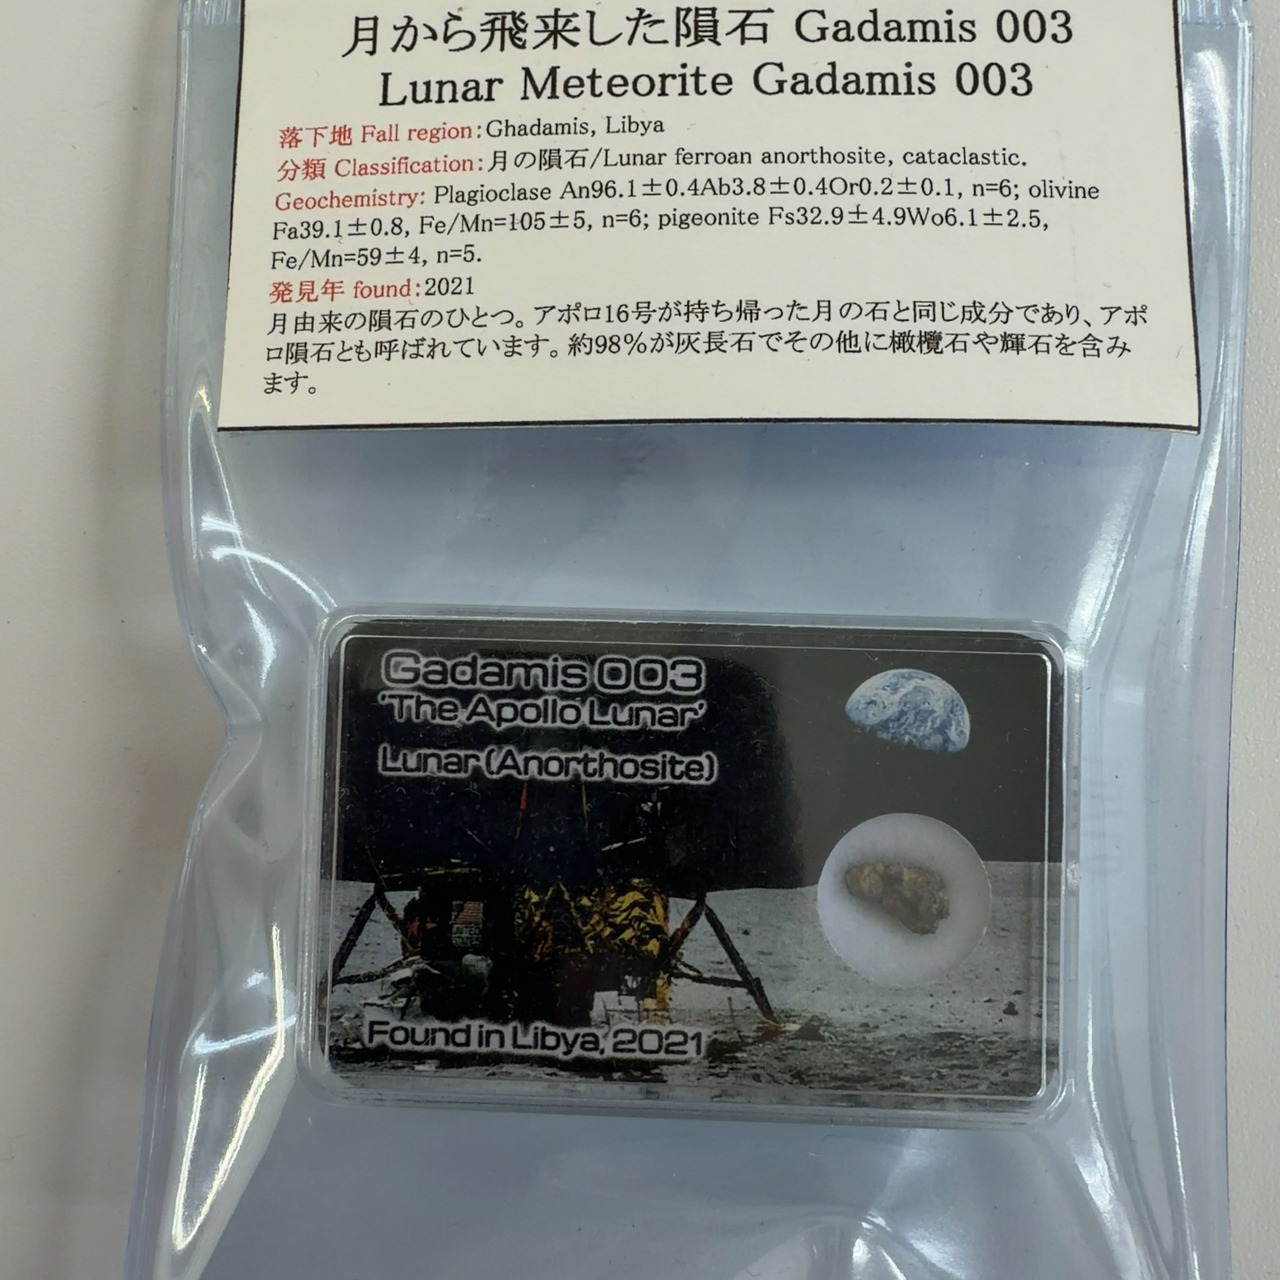 月から飛来した隕石 Gadamis 003
Lunar Meteorite Gadamis 003
落下地 Fall region:Ghadamis, Libya
分類 Classification:月の隕石/Lunar ferroan anorthosite, cataclastic.
Geochemistry: Plagioclase An96.1±0.4Ab3.8±0.4Or0.2±0.1, n=6; olivine
Fa39.1±0.8, Fe/Mn=105±5, n=6; pigeonite Fs32.9±4.9Wo6.1±2.5,
Fe/Mn=59±4, n=5.
発見年 found:2021
月由来の隕石のひとつ。アポロ16号が持ち帰った月の石と同じ成分であり、アポ
ロ隕石とも呼ばれています。約98%が灰長石でその他に橄欖石や輝石を含み
ます。
Gadamis 003
'The Apollo Lunar'
Lunar (Anorthosite)
UNITED
STATES
Found in Libya, 2021